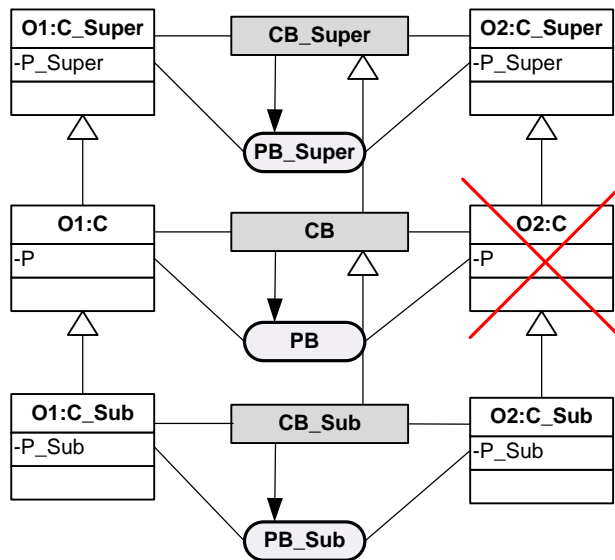 O1:C_Super
CB_Super
O2:C_Super
-P_Super
-P_Super
PB_Super
O1:C
CB
O2:C
-P
-P
PB
O1:C_Sub
CB_Sub
O2:C_Sub
-P_Sub
-P_Sub
PB_Sub